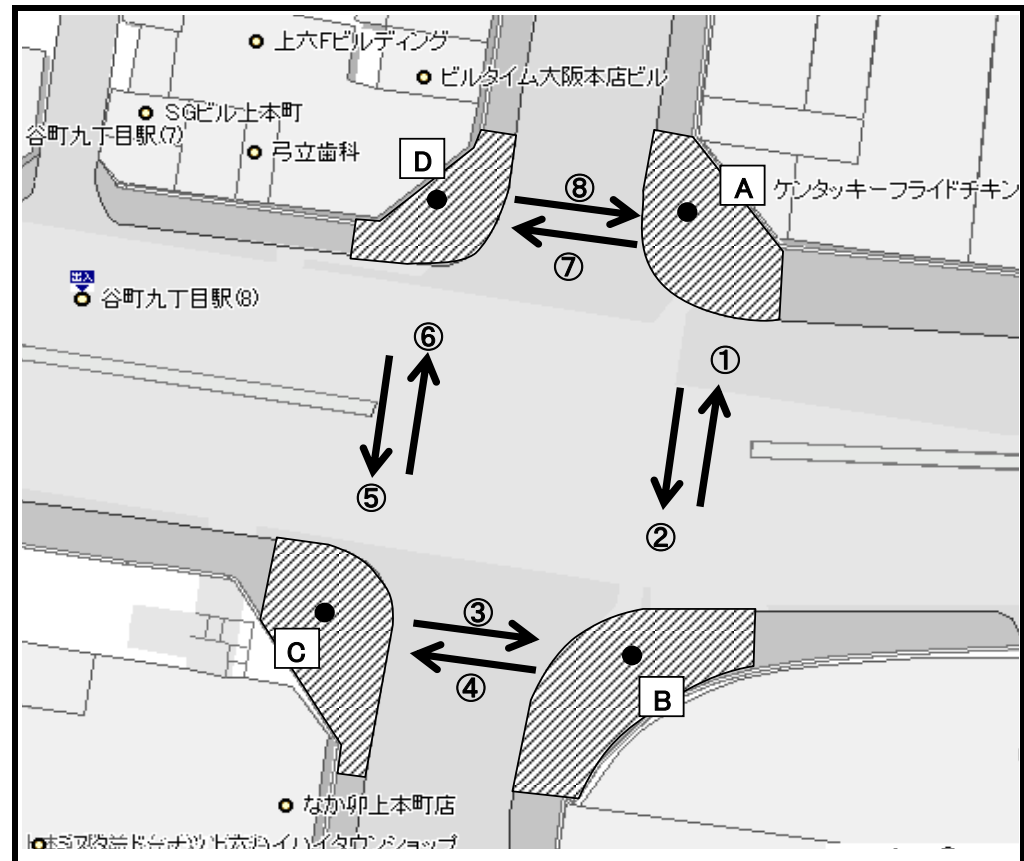 上六Fビルディング
ビルタイム大阪本店ビル
SGビル上本町
谷町九丁目駅(7)
弓立歯科
D
A
ケンタッキーフライドチキン
⑧
⑦
出入
谷町九丁目駅(8)
⑥
①
⑤
②
③
C
④
B
なか卯上本町店